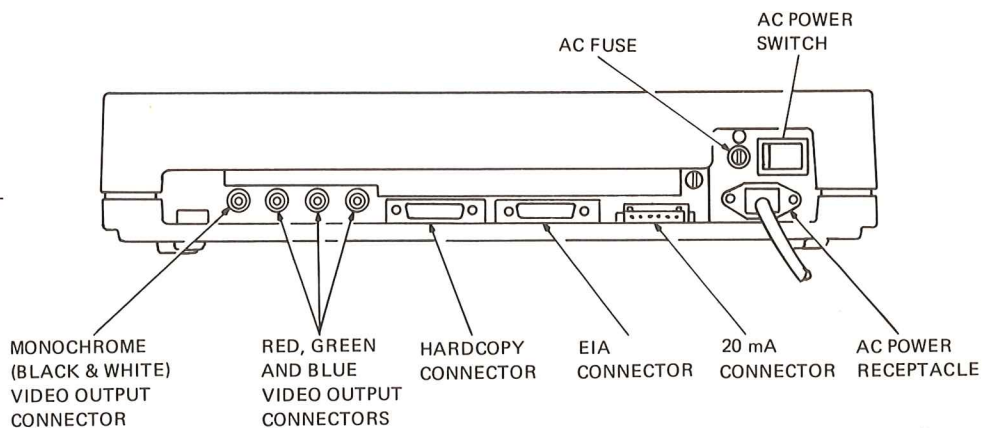 AC POWER
SWITCH
AC FUSE
MONOCHROME
(BLACK & WHITE)
VIDEO OUTPUT
CONNECTOR
RED, GREEN
AND BLUE
VIDEO OUTPUT
CONNECTORS
HARDCOPY
CONNECTOR
EIA
CONNECTOR
20 mA
CONNECTOR
AC POWER
RECEPTACLE